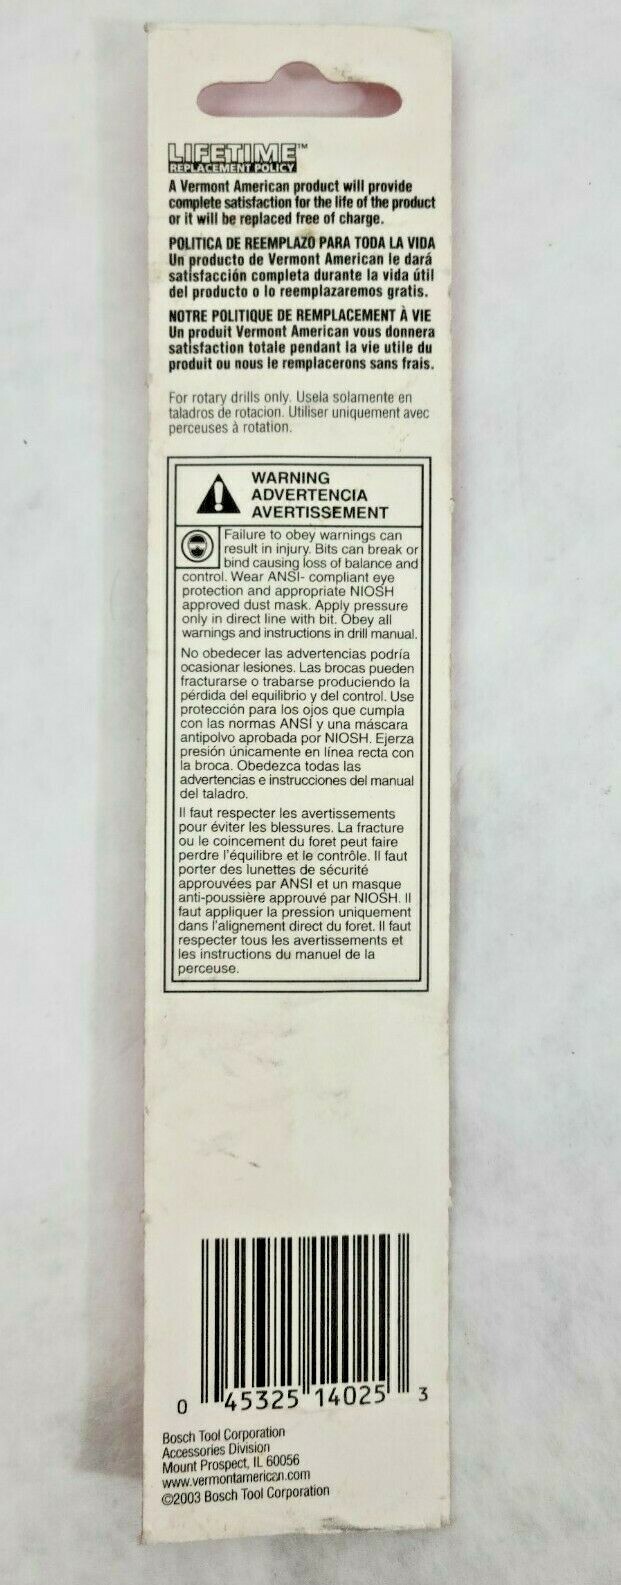 LIFETIME™
REPLACEMENT POLICY
A Vermont American product will provide
complete satisfaction for the life of the product
or it will be replaced free of charge.
POLITICA DE REEMPLAZO PARA TODA LA VIDA
Un producto de Vermont American le dará
satisfacción completa durante la vida útil
del producto o lo reemplazaremos gratis.
NOTRE POLITIQUE DE REMPLACEMENT À VIE
Un produit Vermont American vous donnera
satisfaction totale pendant la vie utile du
produit ou nous le remplacerons sans frais.
For rotary drills only. Usela solamente en
taladros de rotacion. Utiliser uniquement avec
perceuses à rotation.
WARNING
ADVERTENCIA
AVERTISSEMENT
Failure to obey warnings can
result in injury. Bits can break or
bind causing loss of balance and
control. Wear ANSI- compliant eye
protection and appropriate NIOSH
approved dust mask. Apply pressure
only in direct line with bit. Obey all
warnings and instructions in drill manual.
No obedecer las advertencias podría
ocasionar lesiones. Las brocas pueden
fracturarse o trabarse produciendo la
pérdida del equilibrio y del control. Use
protección para los ojos que cumpla
con las normas ANSI y una máscara
antipolvo aprobada por NIOSH. Ejerza
presión únicamente en línea recta con
la broca. Obedezca todas las
advertencias e instrucciones del manual
del taladro.
Il faut respecter les avertissements
pour éviter les blessures. La fracture
ou le coincement du foret peut faire
perdre l'équilibre et le contrôle. Il faut
porter des lunettes de sécurité
approuvées par ANSI et un masque
anti-poussière approuvé par NIOSH. Il
faut appliquer la pression uniquement
dans l'alignement direct du foret. Il faut
respecter tous les avertissements et
les instructions du manuel de la
perceuse.
0 45325 14025 3
Bosch Tool Corporation
Accessories Division
Mount Prospect, IL 60056
www.vermontamerican.com
©2003 Bosch Tool Corporation